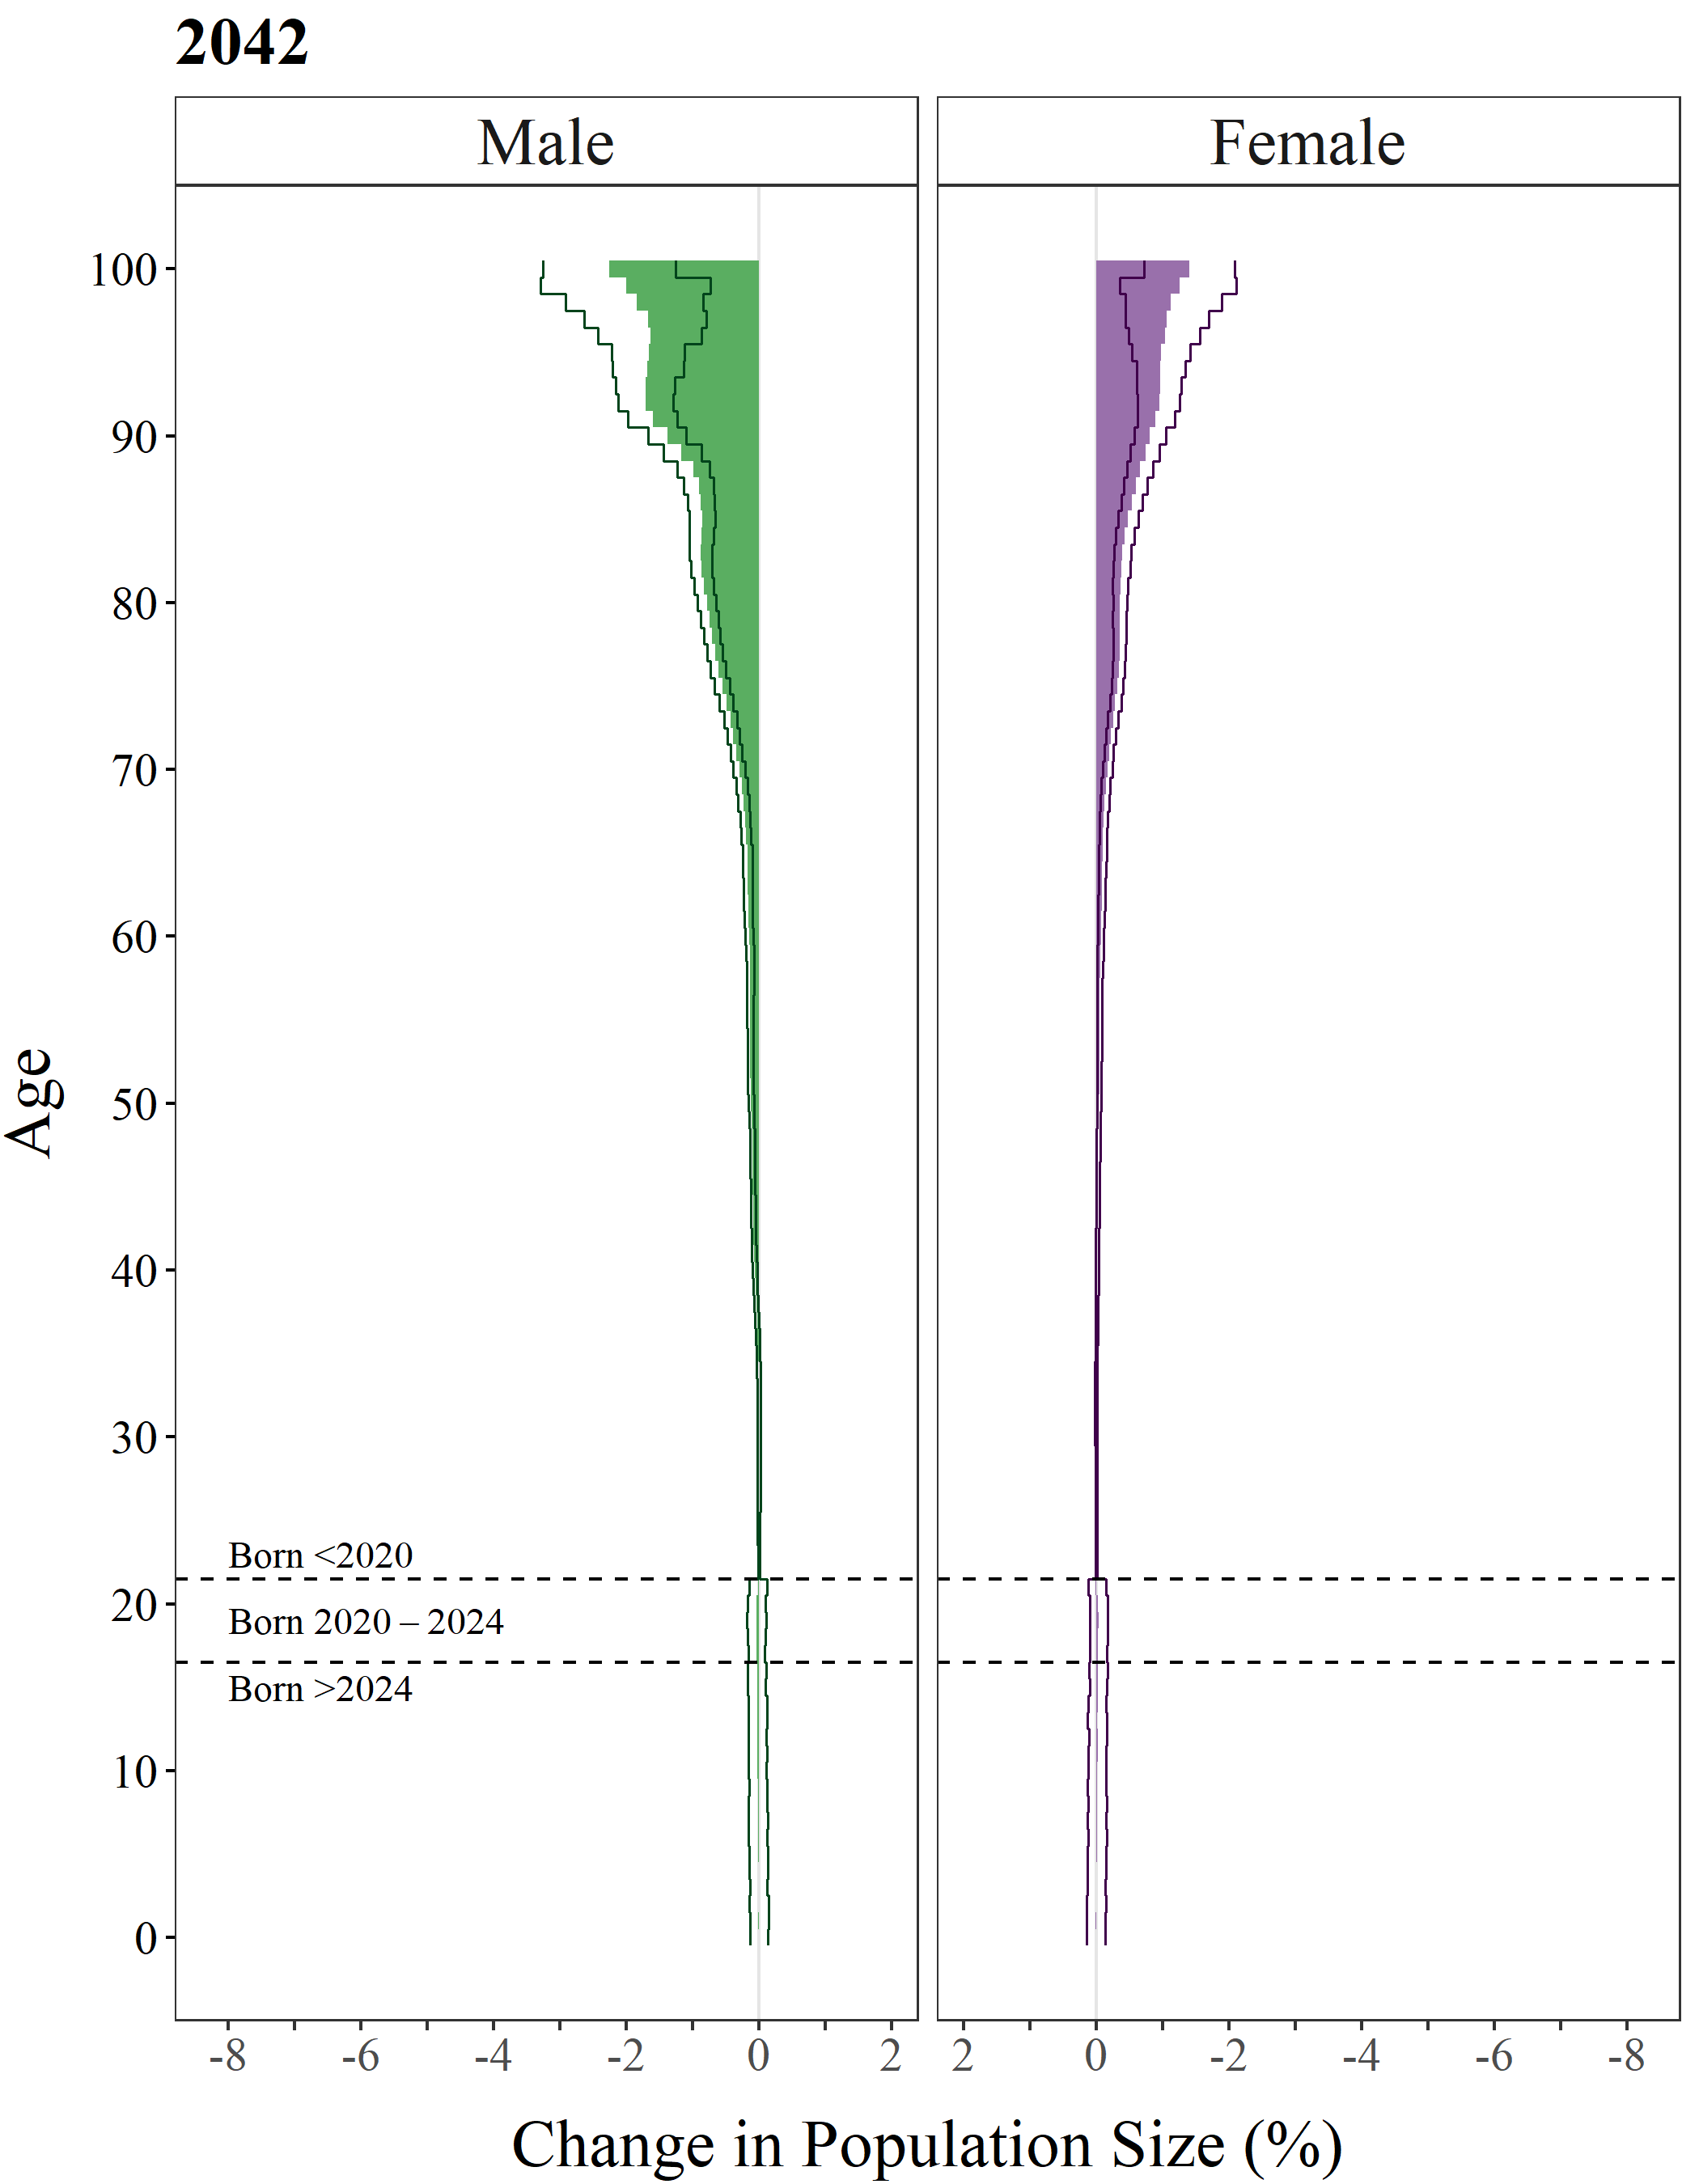 2042
Male
Female
100
90
80
70
60
50
40
30
20
10
0
Age
Born <2020
Born 2020 – 2024
Born >2024
-8 -6 -4 -2 0 2
2 0 -2 -4 -6 -8
Change in Population Size (%)